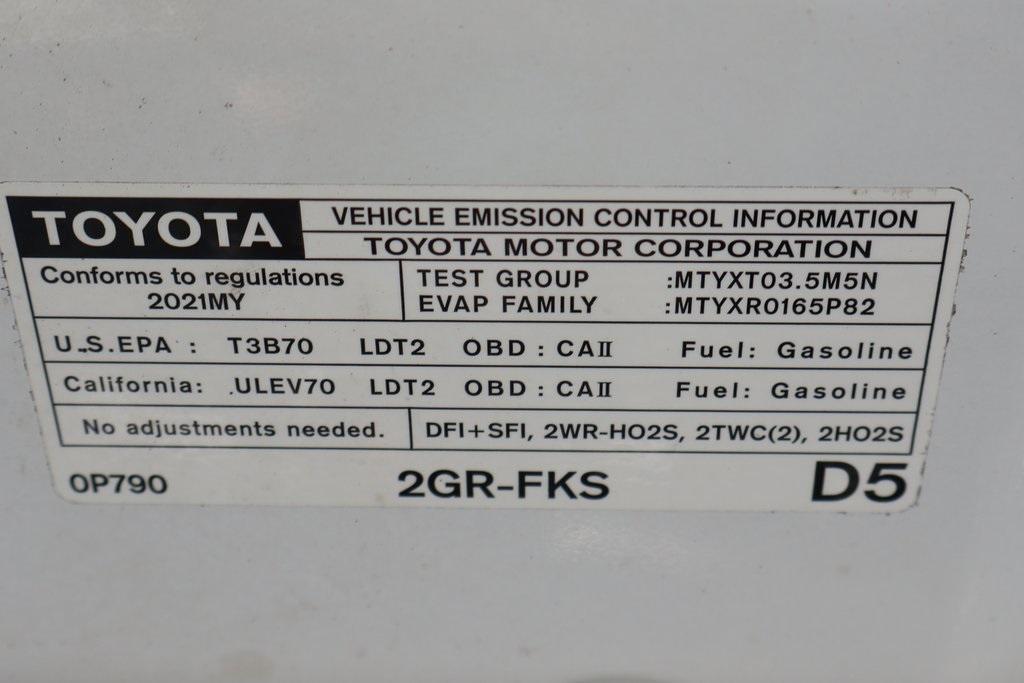 TOYOTA
VEHICLE EMISSION CONTROL INFORMATION
TOYOTA MOTOR CORPORATION
Conforms to regulations
2021MY
TEST GROUP :MTYXT03.5M5N
EVAP FAMILY :MTYXR0165P82
U.S.EPA : T3B70 LDT2 OBD : CAII Fuel: Gasoline
California: ULEV70 LDT2 OBD : CAII Fuel: Gasoline
No adjustments needed.
DFI+SFI, 2WR-HO2S, 2TWC(2), 2HO2S
0P790 2GR-FKS D5